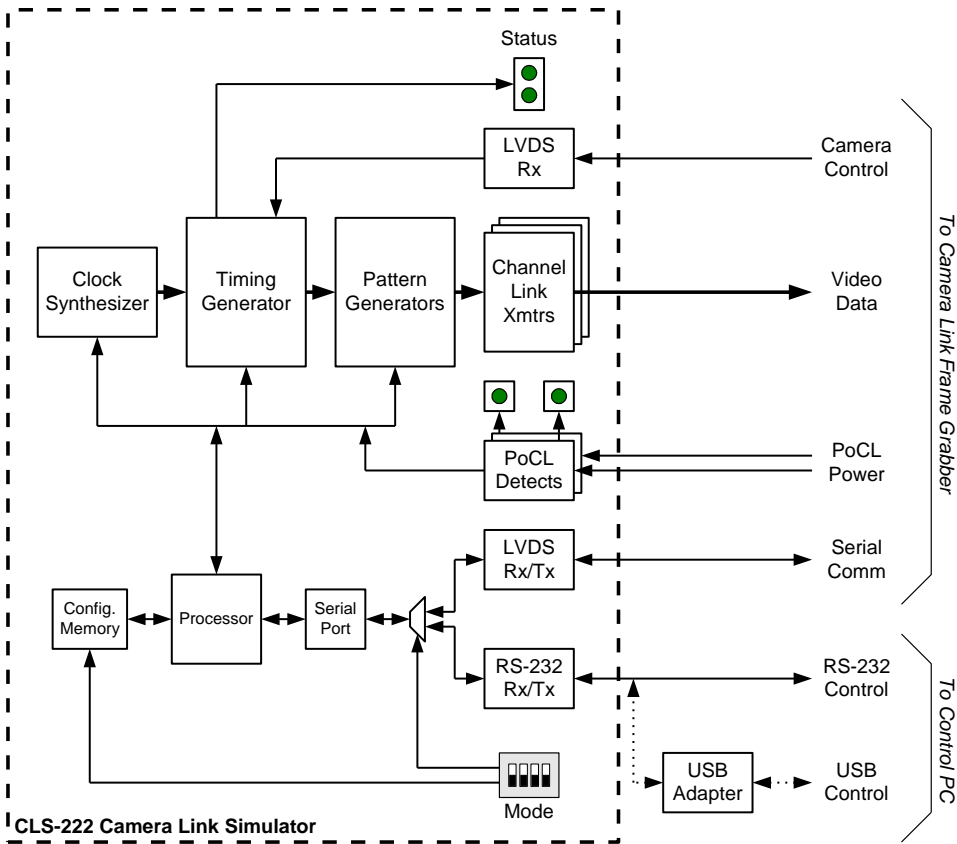 Status
LVDS
Rx
Camera
Control
Clock
Synthesizer
Timing
Generator
Pattern
Generators
Channel
Link
Xmtrs
Video
Data
To Camera Link Frame Grabber
PoCL
Detects
PoCL
Power
LVDS
Rx/Tx
Serial
Comm
Config.
Memory
Processor
Serial
Port
RS-232
Rx/Tx
RS-232
Control
To Control PC
USB
Adapter
USB
Control
Mode
CLS-222 Camera Link Simulator